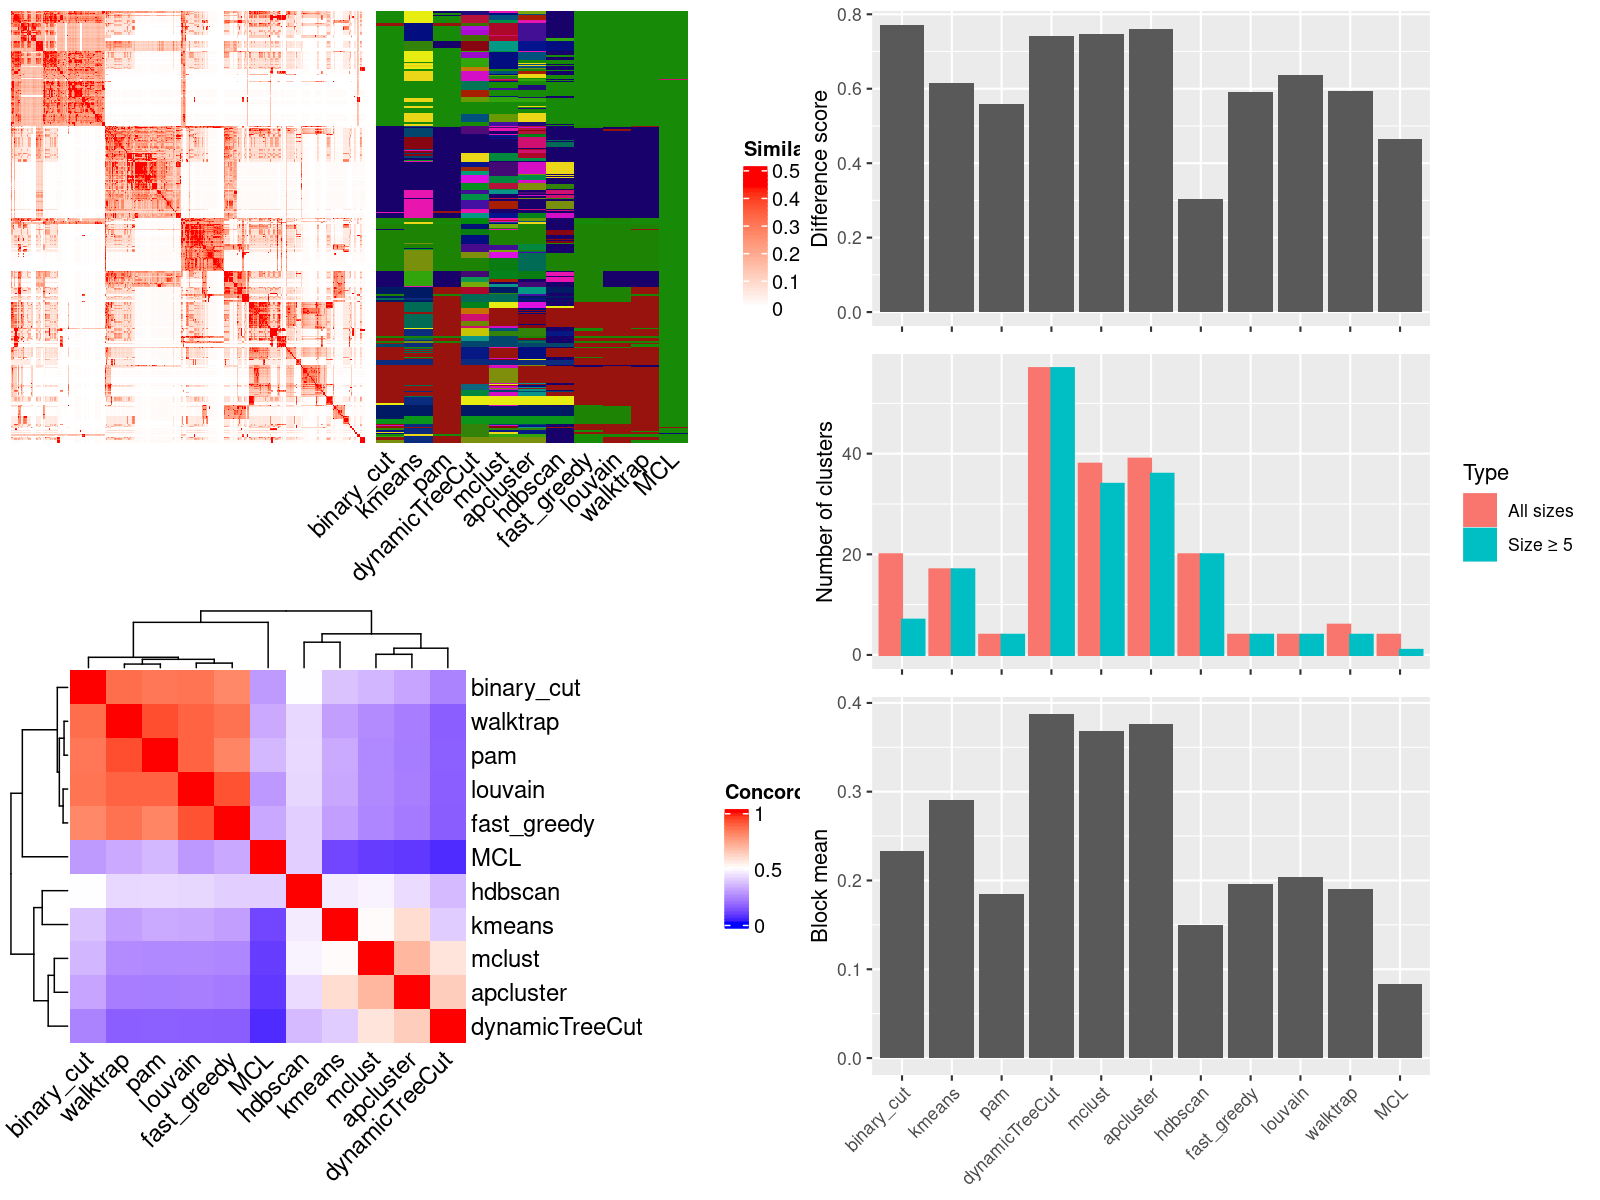 Simila
0.5
0.4
0.3
0.2
0.1
0
binary_cut
kmeans
pam
dynamicTreeCut
mclust
apcluster
hdbscan
fast_greedy
louvain
walktrap
MCL
binary_cut
walktrap
pam
louvain
fast_greedy
MCL
hdbscan
kmeans
mclust
apcluster
dynamicTreeCut
binary_cut
walktrap
pam
louvain
fast_greedy
MCL
hdbscan
kmeans
mclust
apcluster
dynamicTreeCut
Concord
1
0.5
0
Difference score
0.8
0.6
0.4
0.2
0.0
Number of clusters
40
20
0
Type
All sizes
Size ≥ 5
Block mean
0.4
0.3
0.2
0.1
0.0
binary_cut
kmeans
pam
dynamicTreeCut
mclust
apcluster
hdbscan
fast_greedy
louvain
walktrap
MCL